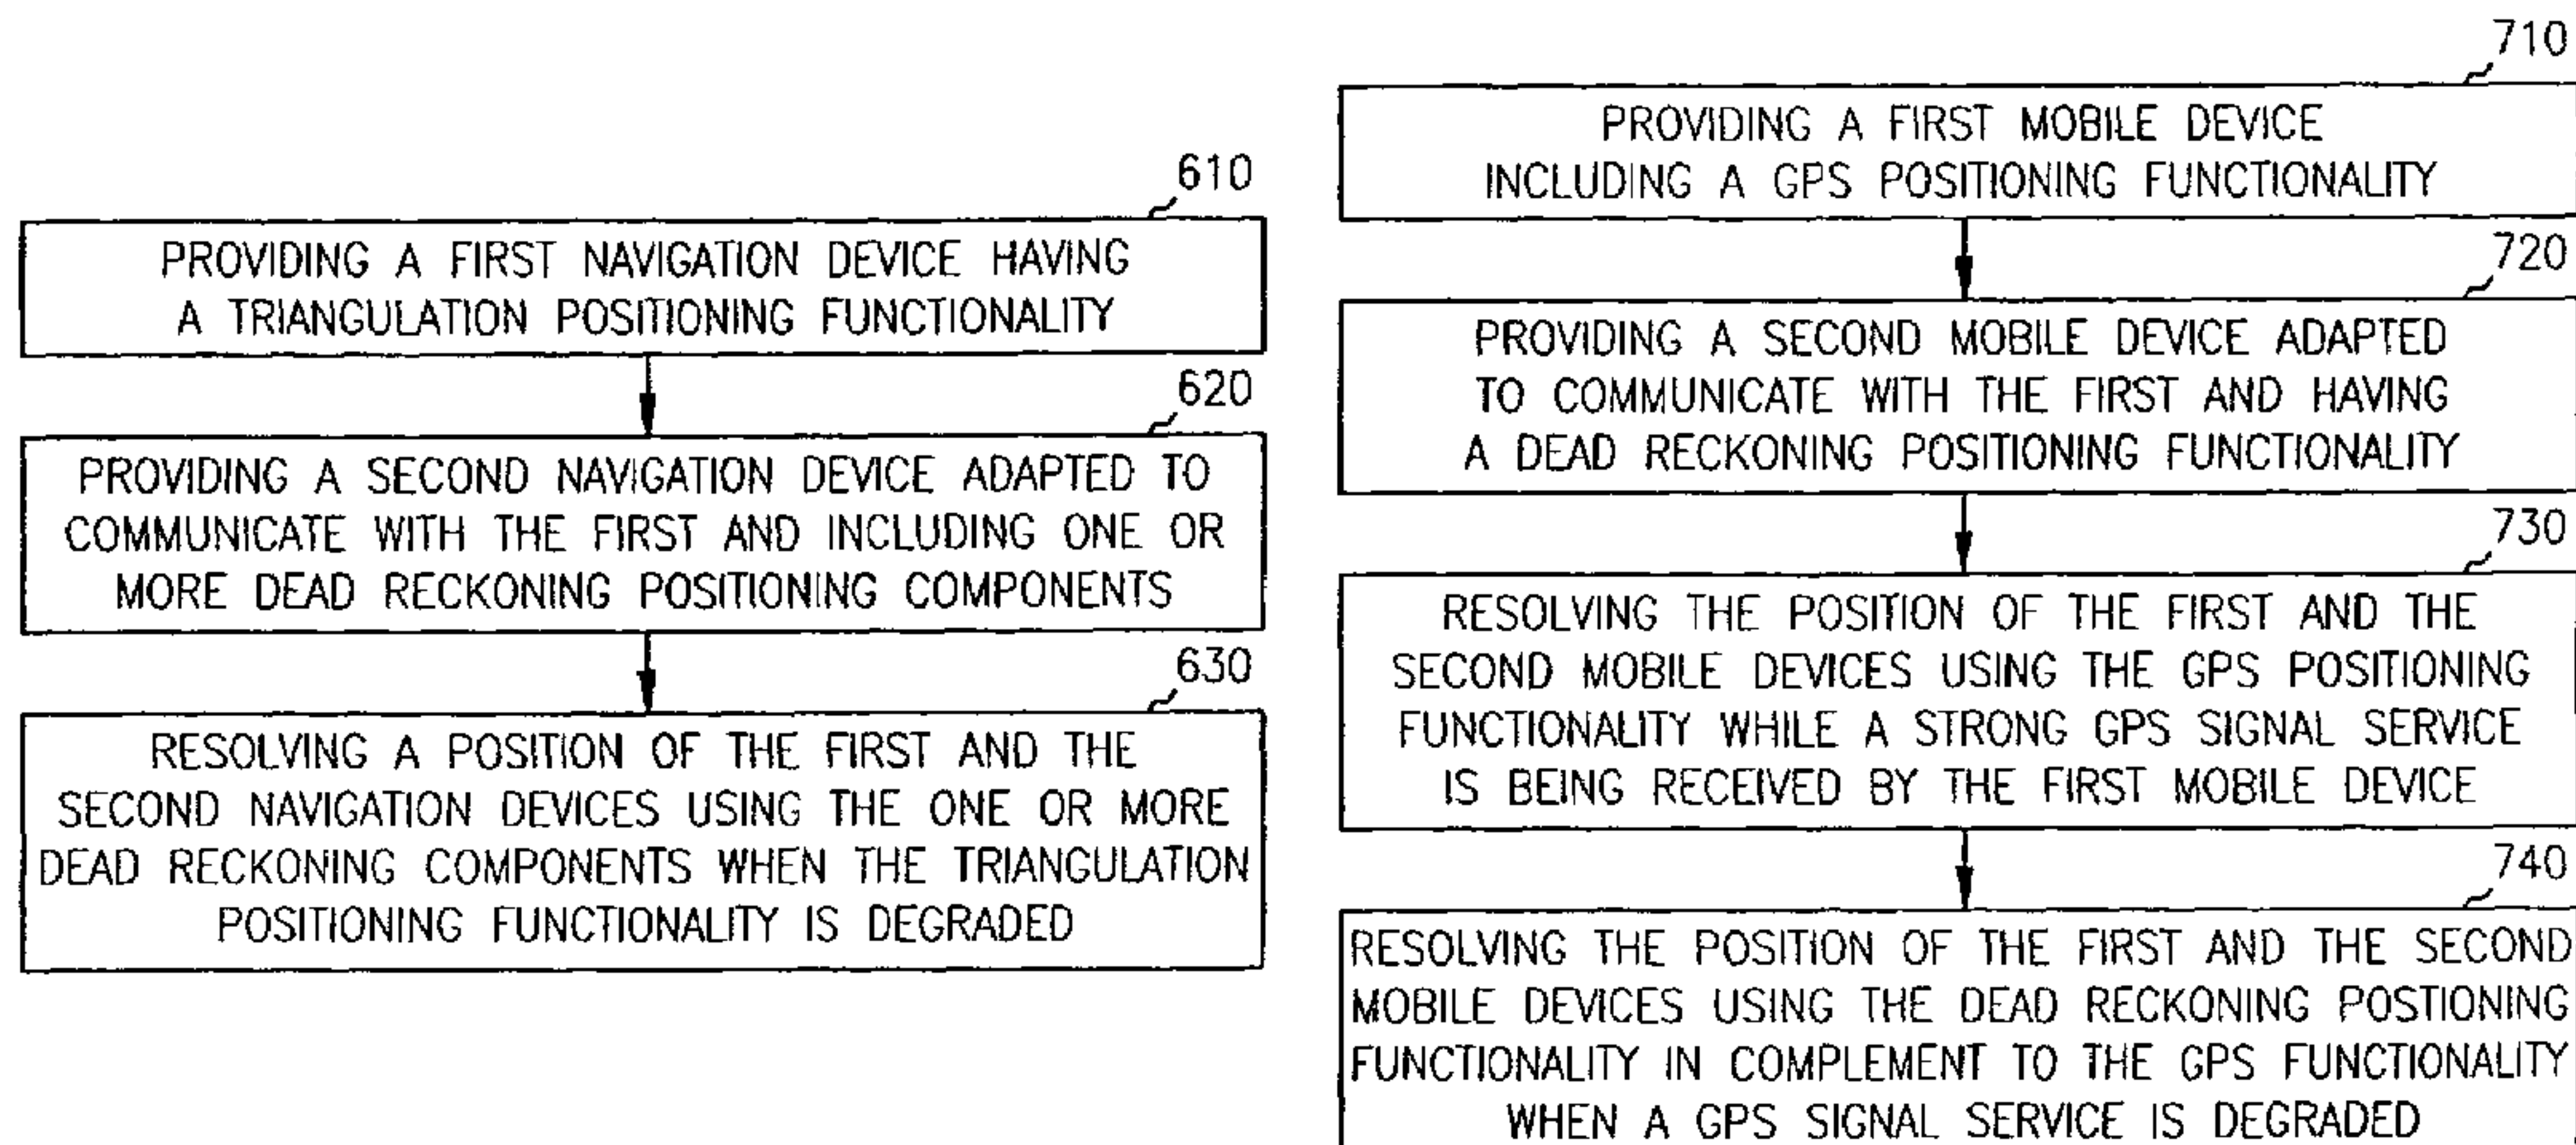 610
PROVIDING A FIRST NAVIGATION DEVICE HAVING
A TRIANGULATION POSITIONING FUNCTIONALITY
620
PROVIDING A SECOND NAVIGATION DEVICE ADAPTED TO
COMMUNICATE WITH THE FIRST AND INCLUDING ONE OR
MORE DEAD RECKONING POSITIONING COMPONENTS
630
RESOLVING A POSITION OF THE FIRST AND THE
SECOND NAVIGATION DEVICES USING THE ONE OR MORE
DEAD RECKONING COMPONENTS WHEN THE TRIANGULATION
POSITIONING FUNCTIONALITY IS DEGRADED
710
PROVIDING A FIRST MOBILE DEVICE
INCLUDING A GPS POSITIONING FUNCTIONALITY
720
PROVIDING A SECOND MOBILE DEVICE ADAPTED
TO COMMUNICATE WITH THE FIRST AND HAVING
A DEAD RECKONING POSITIONING FUNCTIONALITY
730
RESOLVING THE POSITION OF THE FIRST AND THE
SECOND MOBILE DEVICES USING THE GPS POSITIONING
FUNCTIONALITY WHILE A STRONG GPS SIGNAL SERVICE
IS BEING RECEIVED BY THE FIRST MOBILE DEVICE
740
RESOLVING THE POSITION OF THE FIRST AND THE SECOND
MOBILE DEVICES USING THE DEAD RECKONING POSTIONING
FUNCTIONALITY IN COMPLEMENT TO THE GPS FUNCTIONALITY
WHEN A GPS SIGNAL SERVICE IS DEGRADED